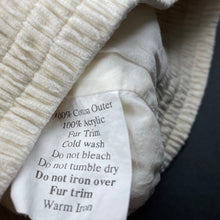 100% Cotton Outer
100% Acrylic
Fur Trim
Cold wash
Do not bleach
Do not tumble dry
Do not iron over
Fur trim
Warm Iron